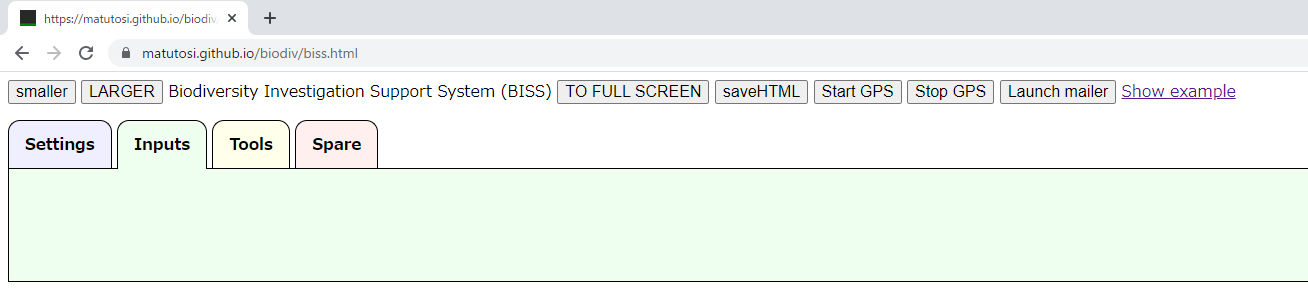 https://matutosi.github.io/biodiv
matutosi.github.io/biodiv/biss.html
smaller LARGER Biodiversity Investigation Support System (BISS) TO FULL SCREEN saveHTML Start GPS Stop GPS Launch mailer Show example
Settings Inputs Tools Spare